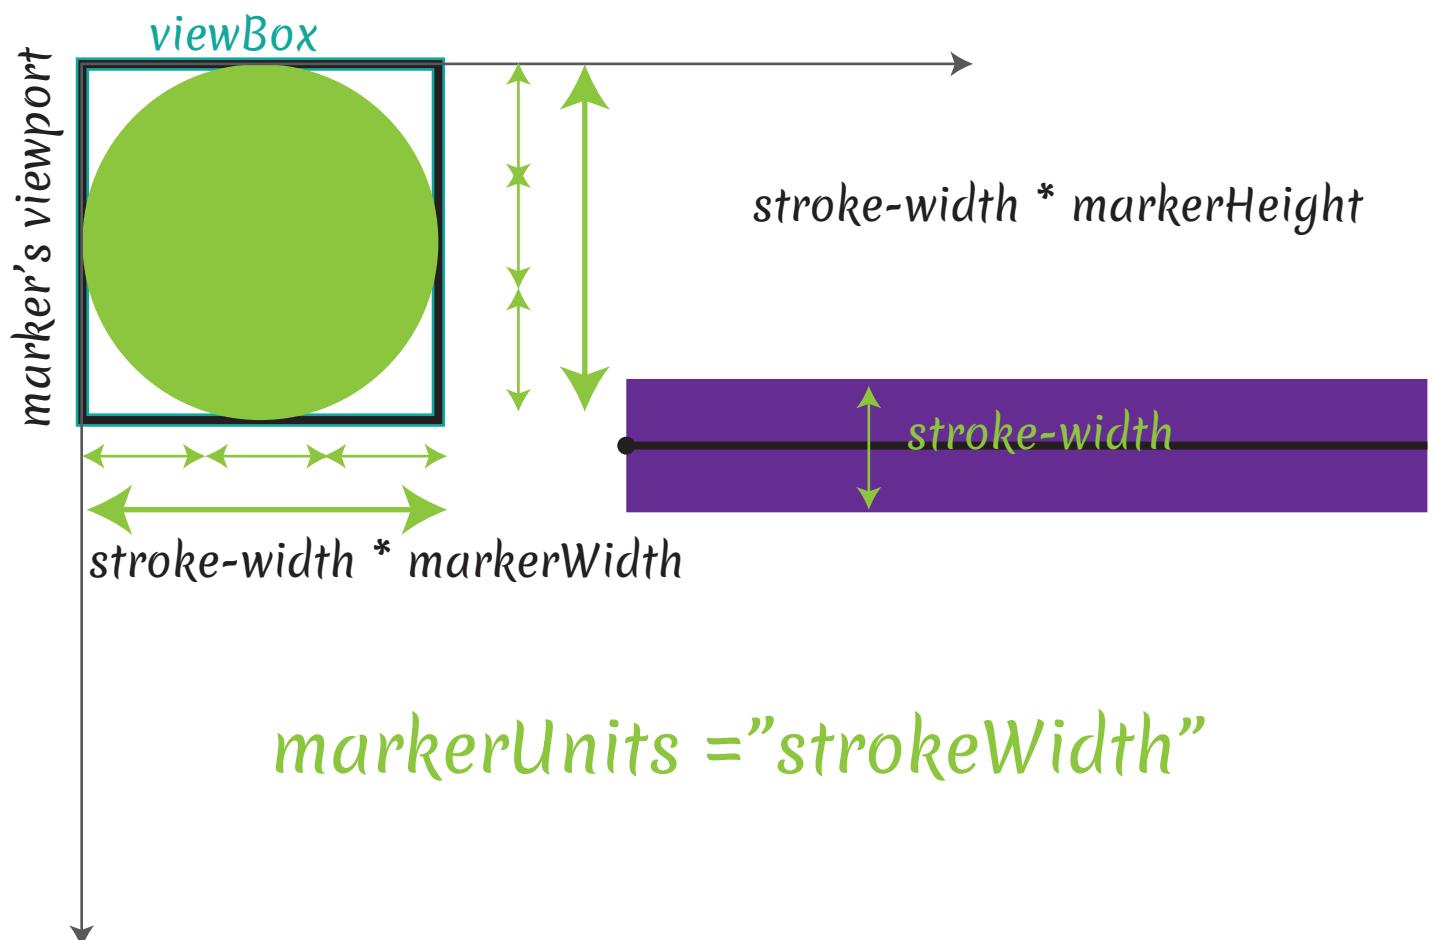 viewBox
marker's viewport
stroke-width * markerHeight
stroke-width
stroke-width * markerWidth
markerUnits =”strokeWidth”